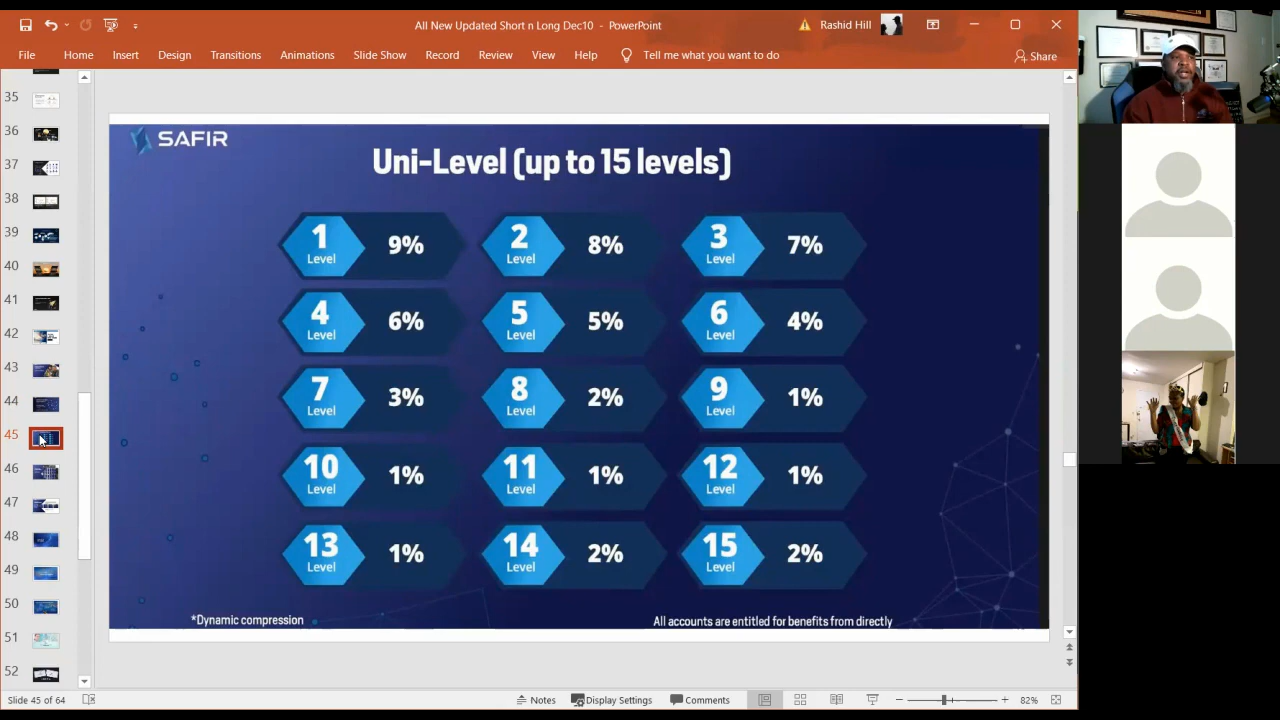 All New Updated Short n Long Dec10 - PowerPoint
Rashid Hill
File Home Insert Design Transitions Animations Slide Show Record Review View Help Tell me what you want to do
Share
35
36
37
38
39
40
41
42
43
44
45
46
47
48
49
50
51
52
SAFIR
Uni-Level (up to 15 levels)
1 Level 9%
2 Level 8%
3 Level 7%
4 Level 6%
5 Level 5%
6 Level 4%
7 Level 3%
8 Level 2%
9 Level 1%
10 Level 1%
11 Level 1%
12 Level 1%
13 Level 1%
14 Level 2%
15 Level 2%
*Dynamic compression
All accounts are entitled for benefits from directly
Slide 45 of 64
Notes Display Settings Comments
82%